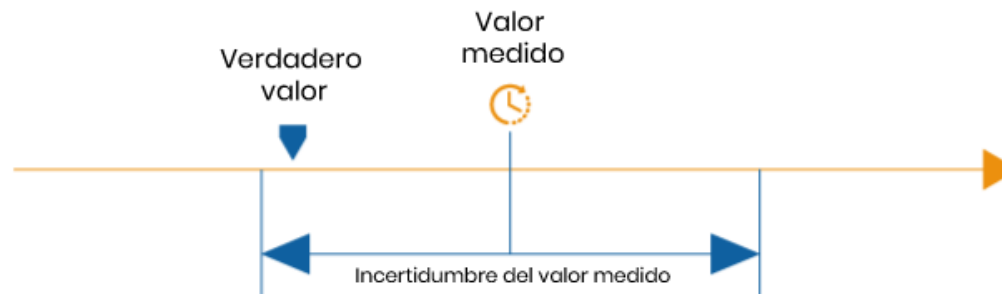 Valor
medido
Verdadero
valor
Incertidumbre del valor medido